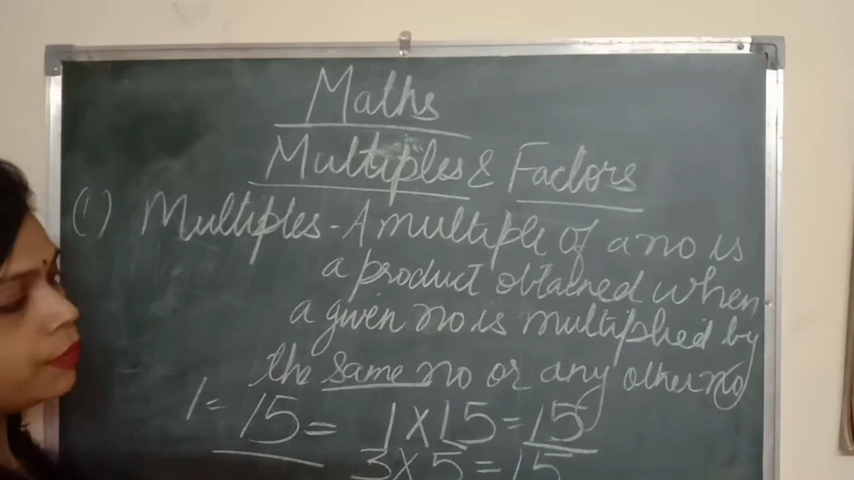 Maths
Multiples & Factors
(1) Multiples - A multiple of a no is
a product obtained when
a given no is multiplied by
the same no or any other no
1 = 15 = 1 × 15 = 15
3 × 5 = 15